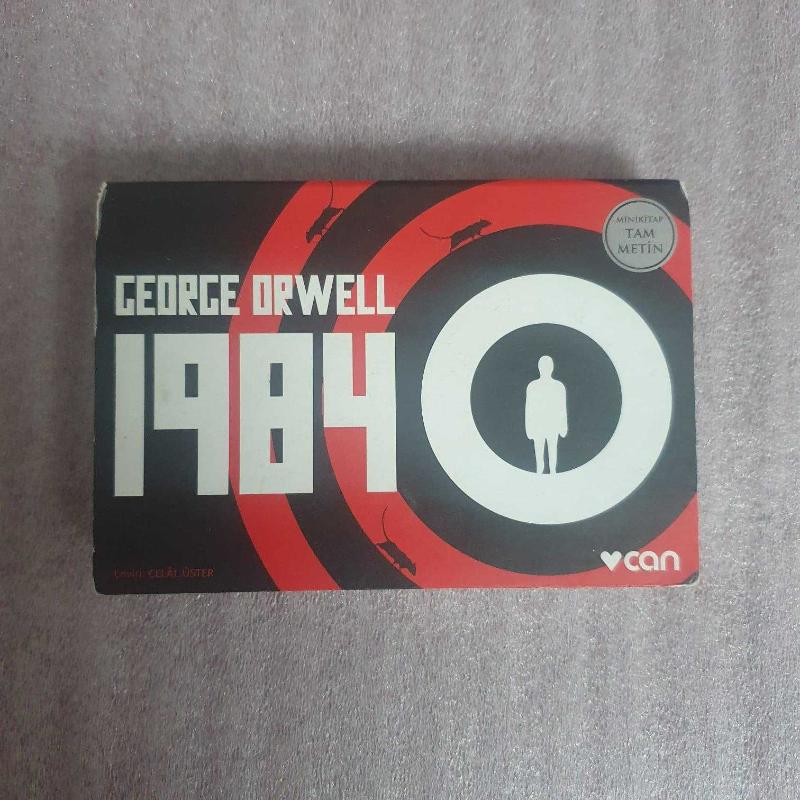 MİNİKİTAP
TAM
METİN
GEORGE ORWELL
1984
Çeviri: CELÂL ÜSTER
can